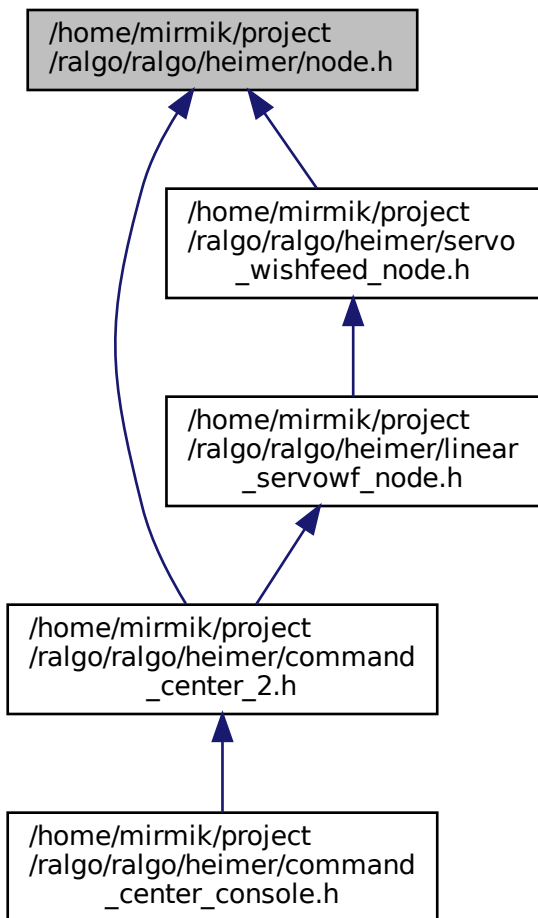 /home/mirmik/project
/ralgo/ralgo/heimer/node.h
/home/mirmik/project
/ralgo/ralgo/heimer/servo
_wishfeed_node.h
/home/mirmik/project
/ralgo/ralgo/heimer/linear
_servowf_node.h
/home/mirmik/project
/ralgo/ralgo/heimer/command
_center_2.h
/home/mirmik/project
/ralgo/ralgo/heimer/command
_center_console.h